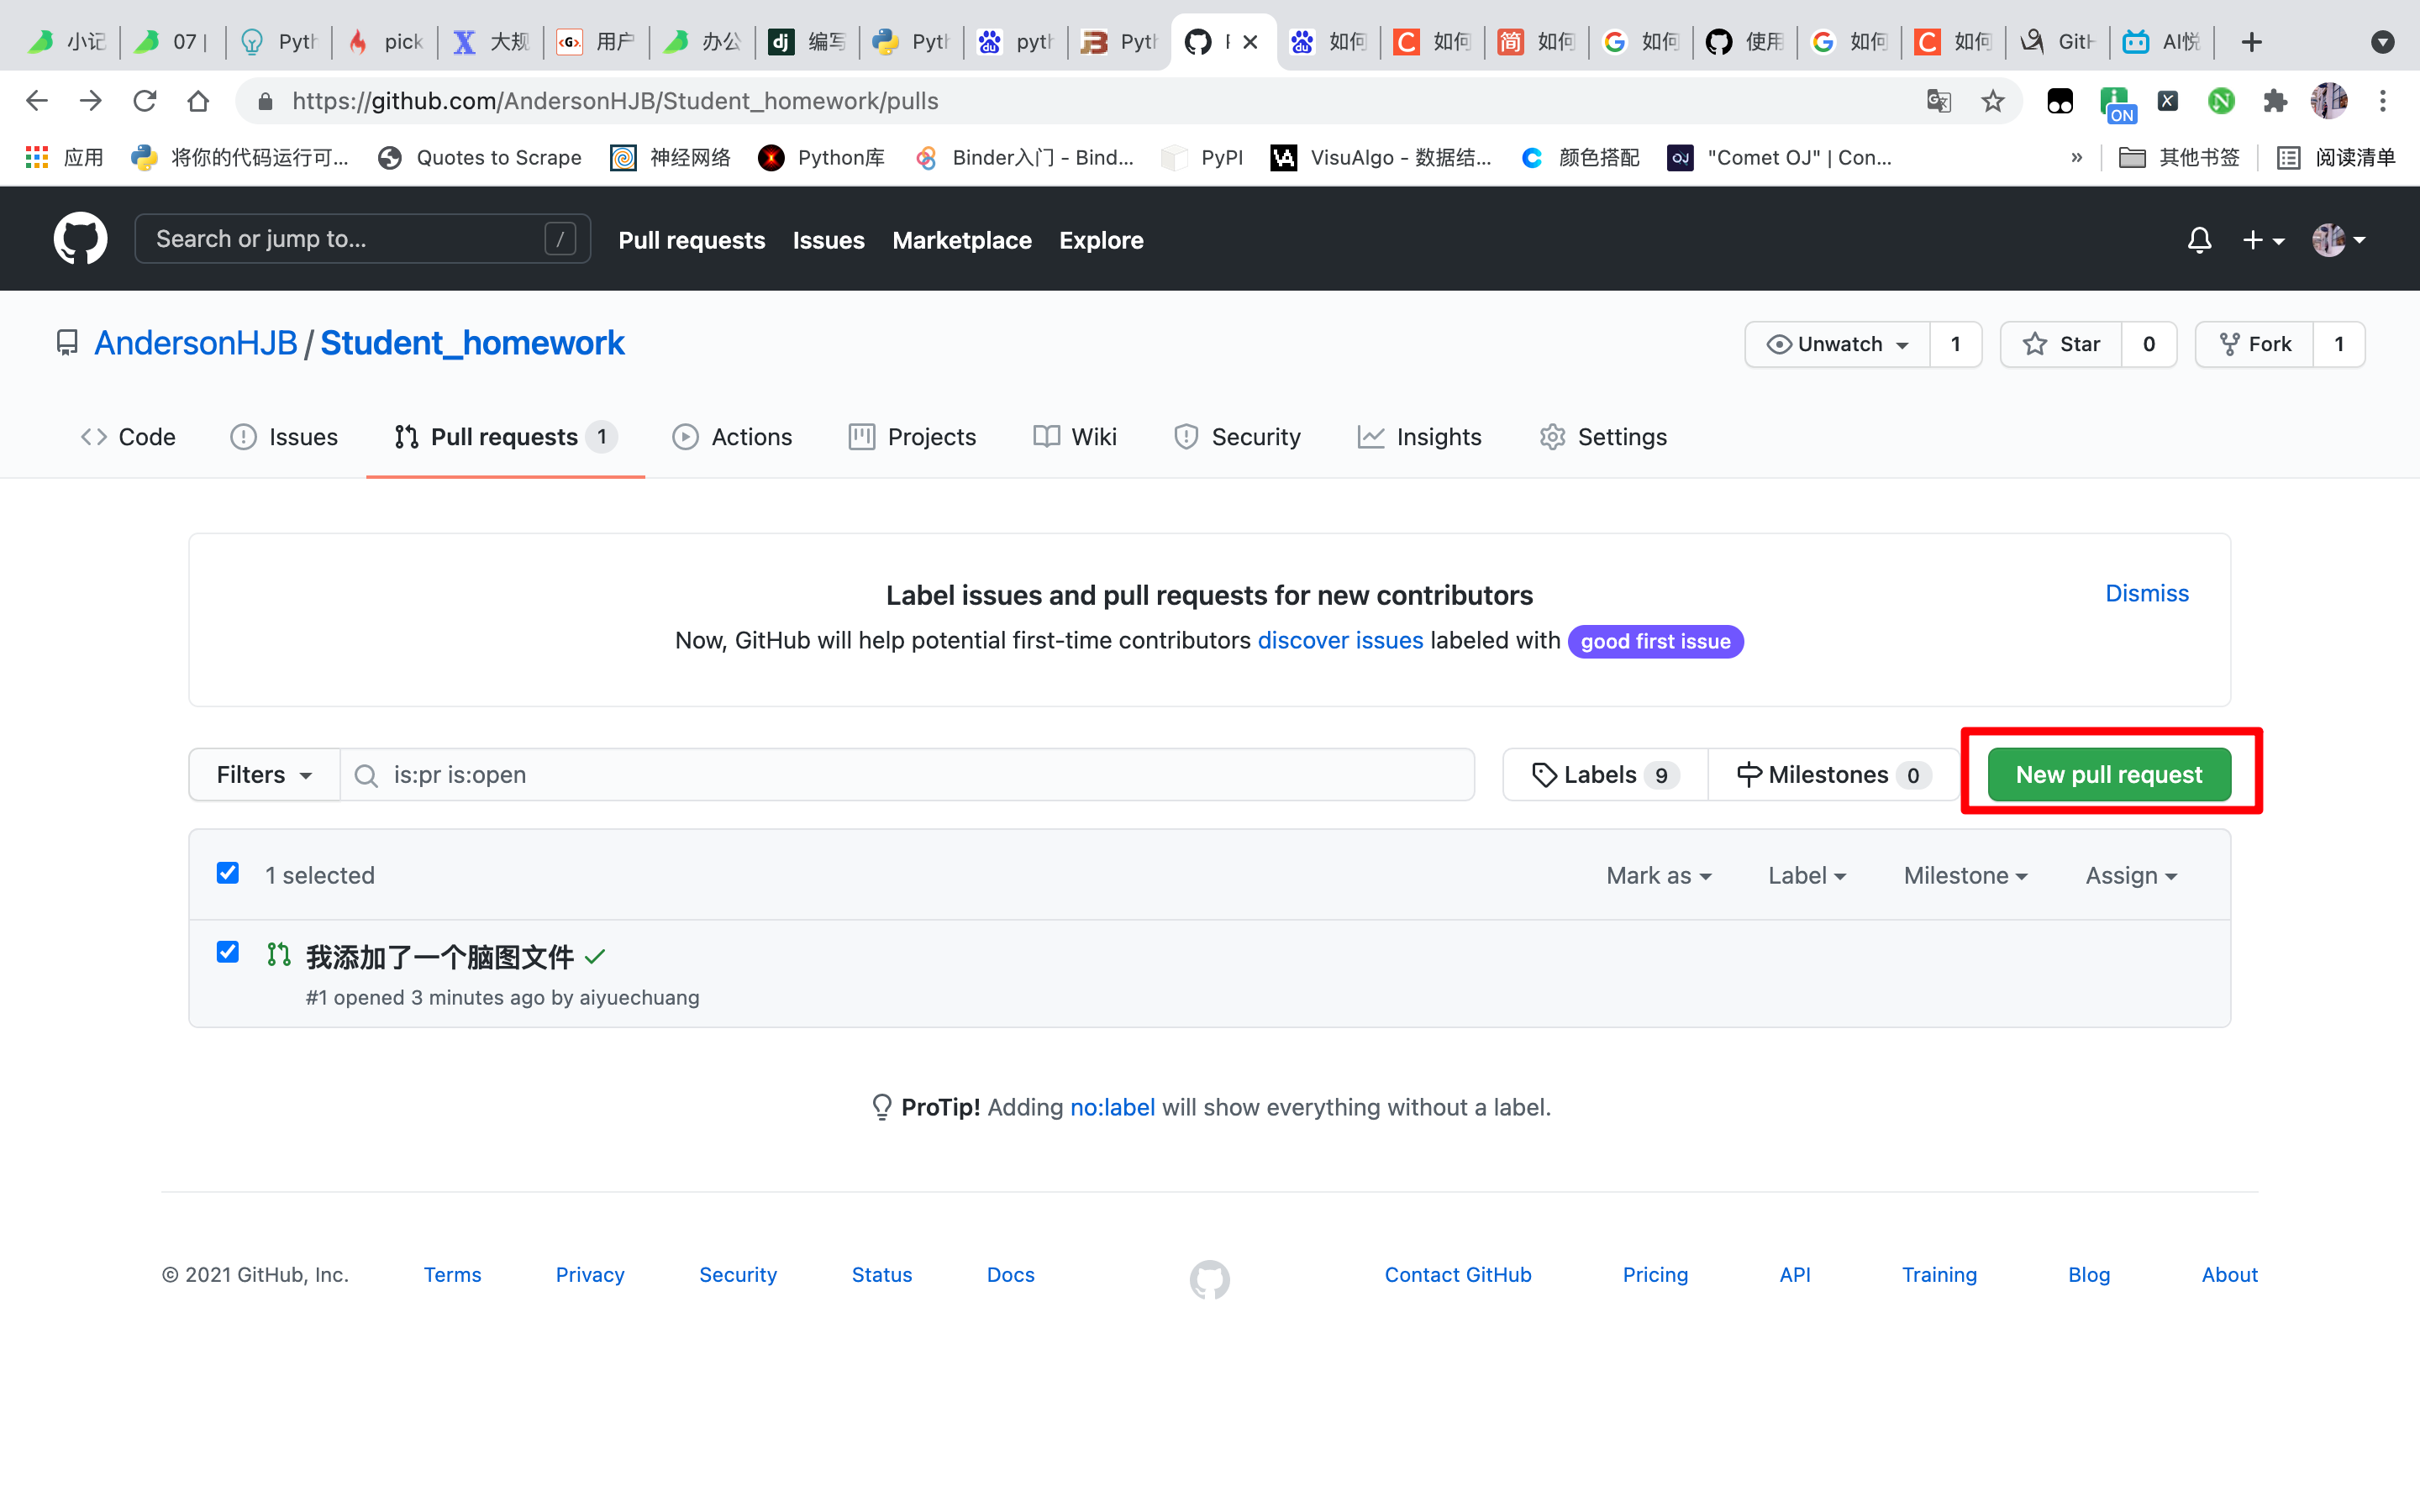 小记 07 | Pyth pick 大规 用户 办公 编写 Pyth pyth Pyth 如何 如何 如何 如何 使用 如何 如何 GitH AI悦
https://github.com/AndersonHJB/Student_homework/pulls
ON
应用 将你的代码运行可... Quotes to Scrape 神经网络 Python库 Binder入门 - Bind... PyPI VisuAlgo - 数据结... 颜色搭配 "Comet OJ" | Con... » 其他书签 阅读清单
Search or jump to... / Pull requests Issues Marketplace Explore
AndersonHJB / Student_homework Unwatch 1 Star 0 Fork 1
Code Issues Pull requests 1 Actions Projects Wiki Security Insights Settings
Label issues and pull requests for new contributors
Dismiss
Now, GitHub will help potential first-time contributors discover issues labeled with good first issue
Filters is:pr is:open Labels 9 Milestones 0 New pull request
1 selected Mark as Label Milestone Assign
我添加了一个脑图文件
#1 opened 3 minutes ago by aiyuechuang
ProTip! Adding no:label will show everything without a label.
© 2021 GitHub, Inc. Terms Privacy Security Status Docs Contact GitHub Pricing API Training Blog About